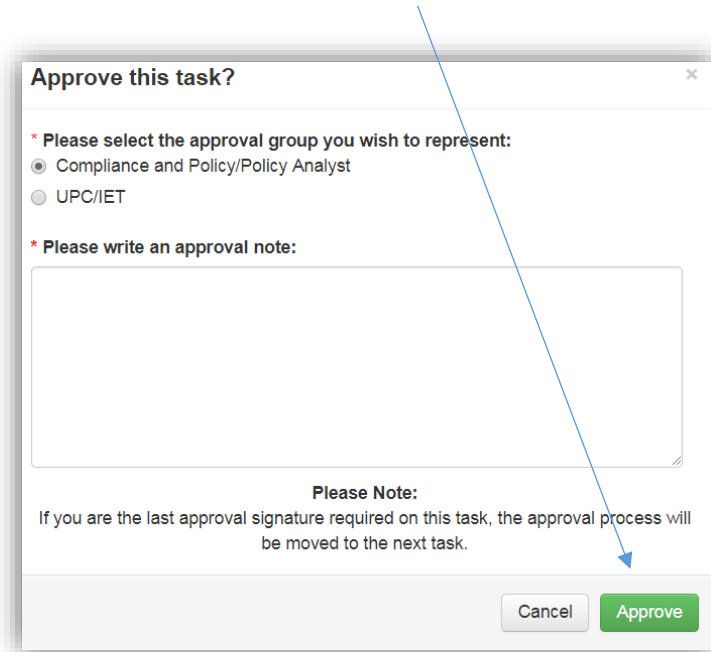 Approve this task?
×
* Please select the approval group you wish to represent:
Compliance and Policy/Policy Analyst
UPC/IET
* Please write an approval note:
Please Note:
If you are the last approval signature required on this task, the approval process will
be moved to the next task.
Cancel Approve